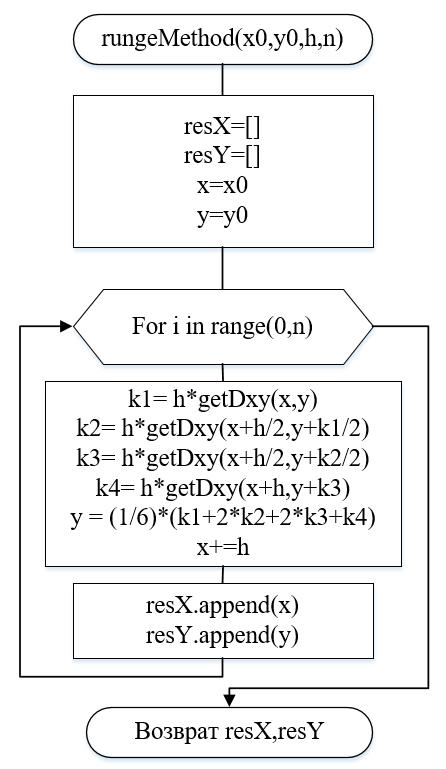 rungeMethod(x0,y0,h,n)
resX=[]
resY=[]
x=x0
y=y0
For i in range(0,n)
k1= h*getDxy(x,y)
k2= h*getDxy(x+h/2,y+k1/2)
k3= h*getDxy(x+h/2,y+k2/2)
k4= h*getDxy(x+h,y+k3)
y = (1/6)*(k1+2*k2+2*k3+k4)
x+=h
resX.append(x)
resY.append(y)
Возврат resX,resY